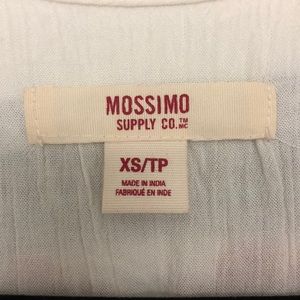 MOSSIMO
SUPPLY CO.™ MC
XS/TP
MADE IN INDIA
FABRIQUÉ EN INDE